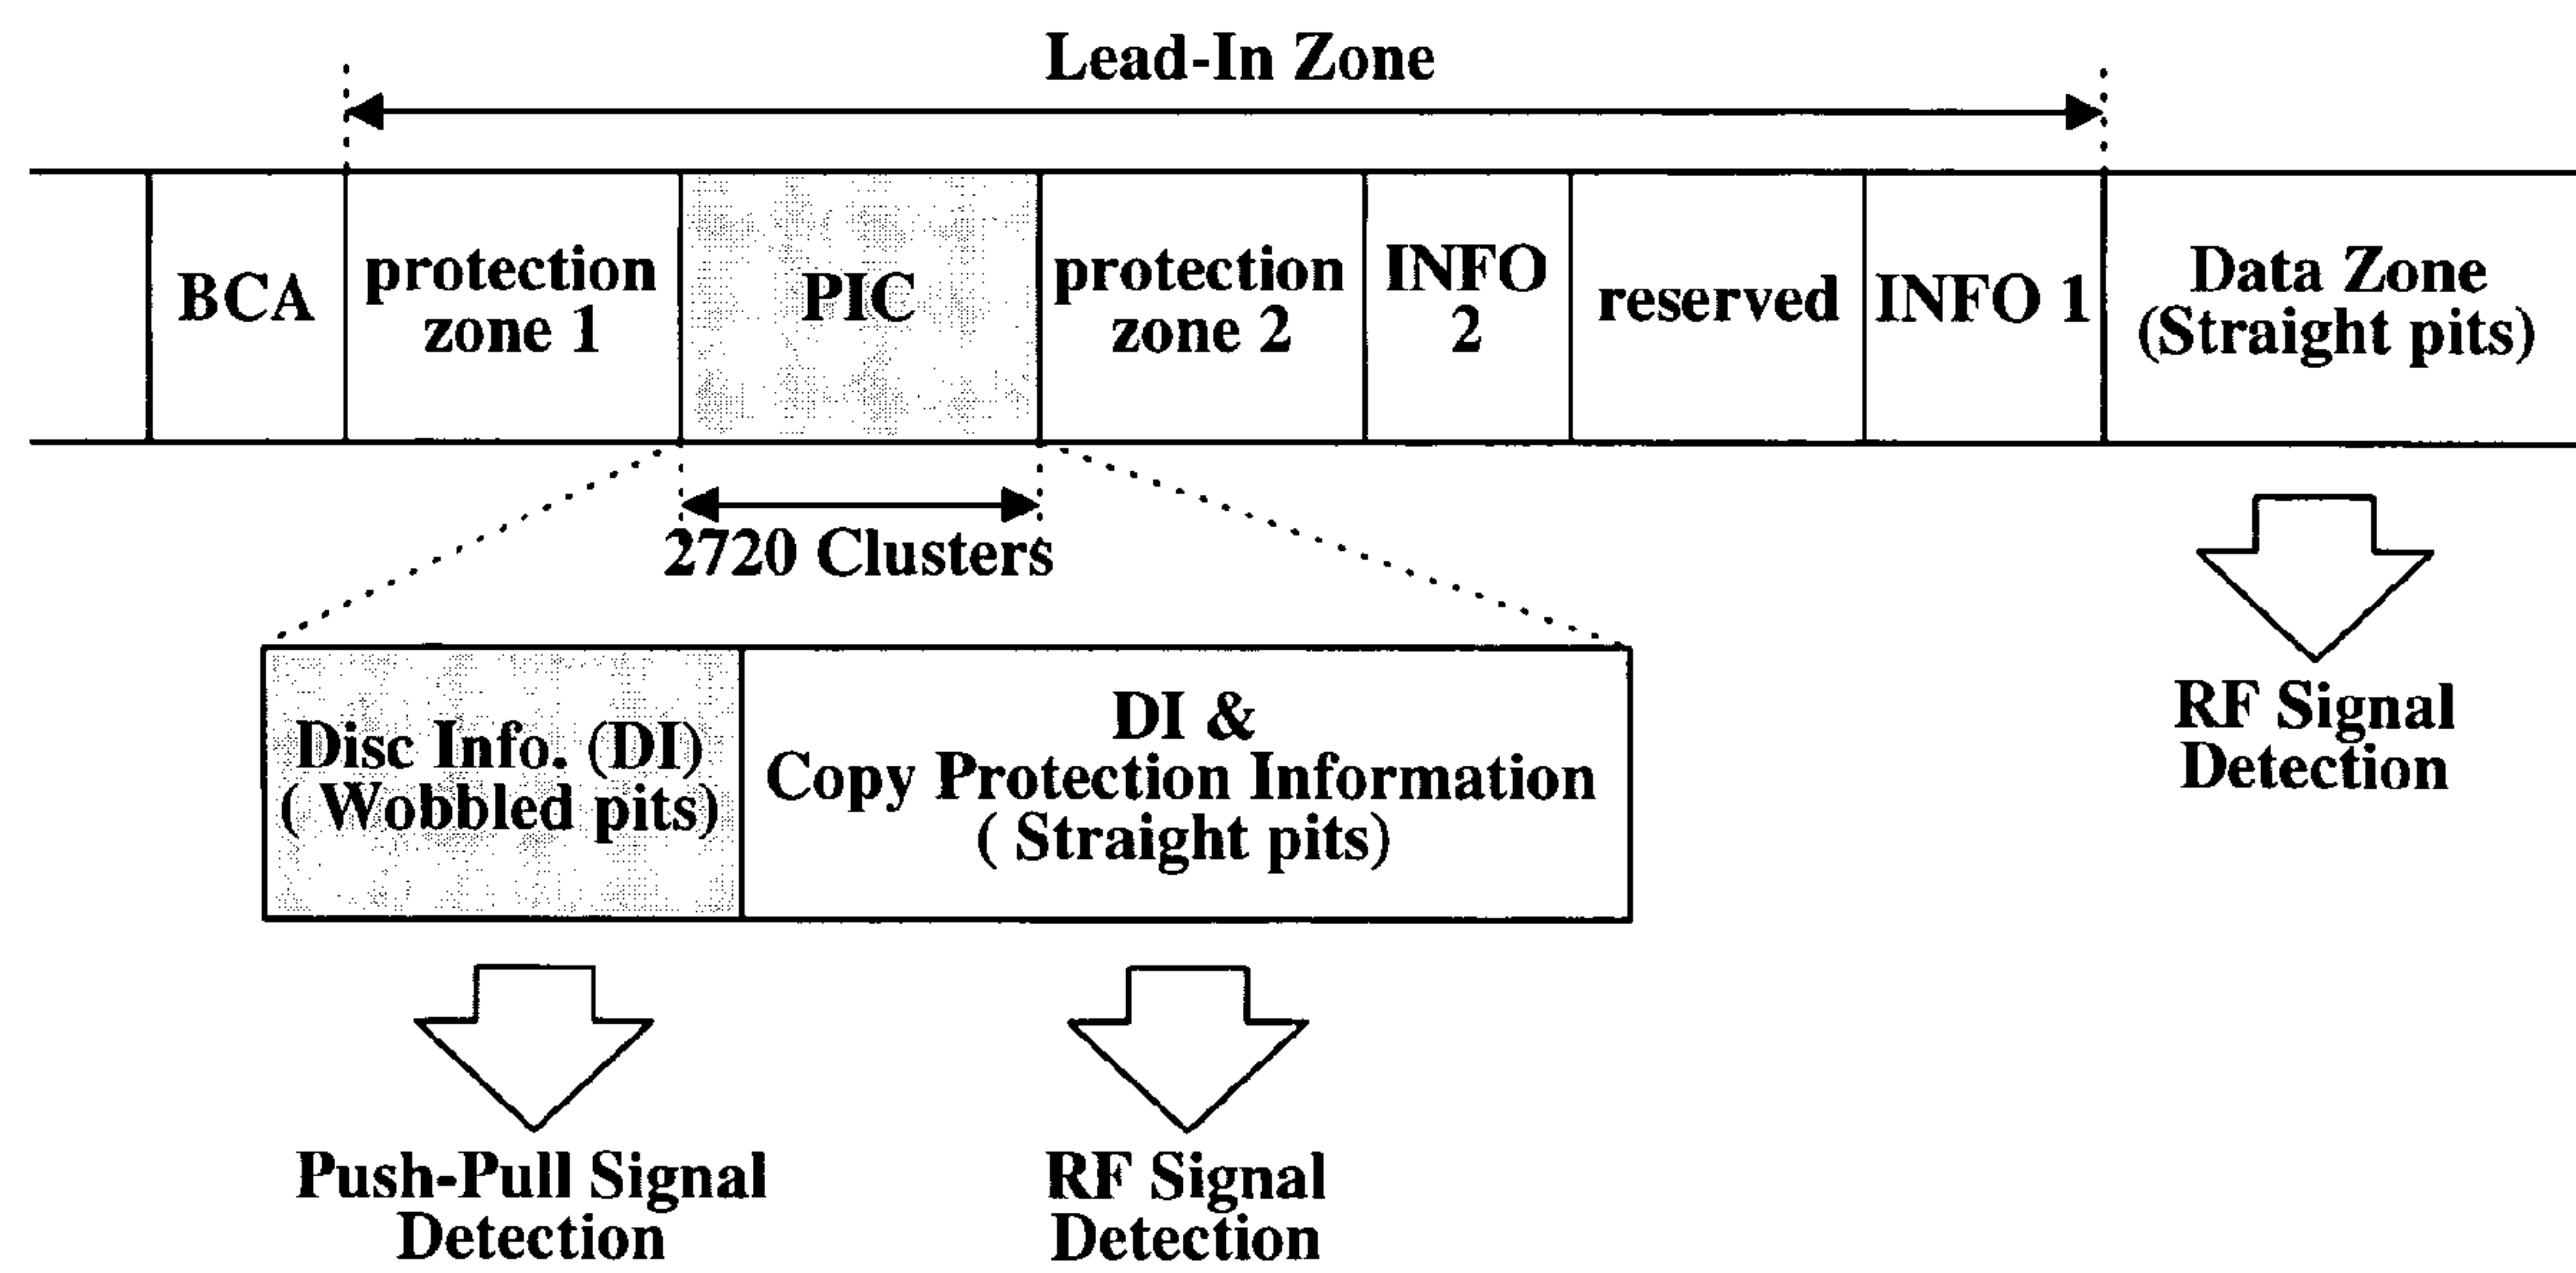 Lead-In Zone
BCA
protection
zone 1
PIC
protection
zone 2
INFO
2
reserved
INFO 1
Data Zone
(Straight pits)
2720 Clusters
Disc Info. (DI)
( Wobbled pits)
DI &
Copy Protection Information
( Straight pits)
RF Signal
Detection
Push-Pull Signal
Detection
RF Signal
Detection